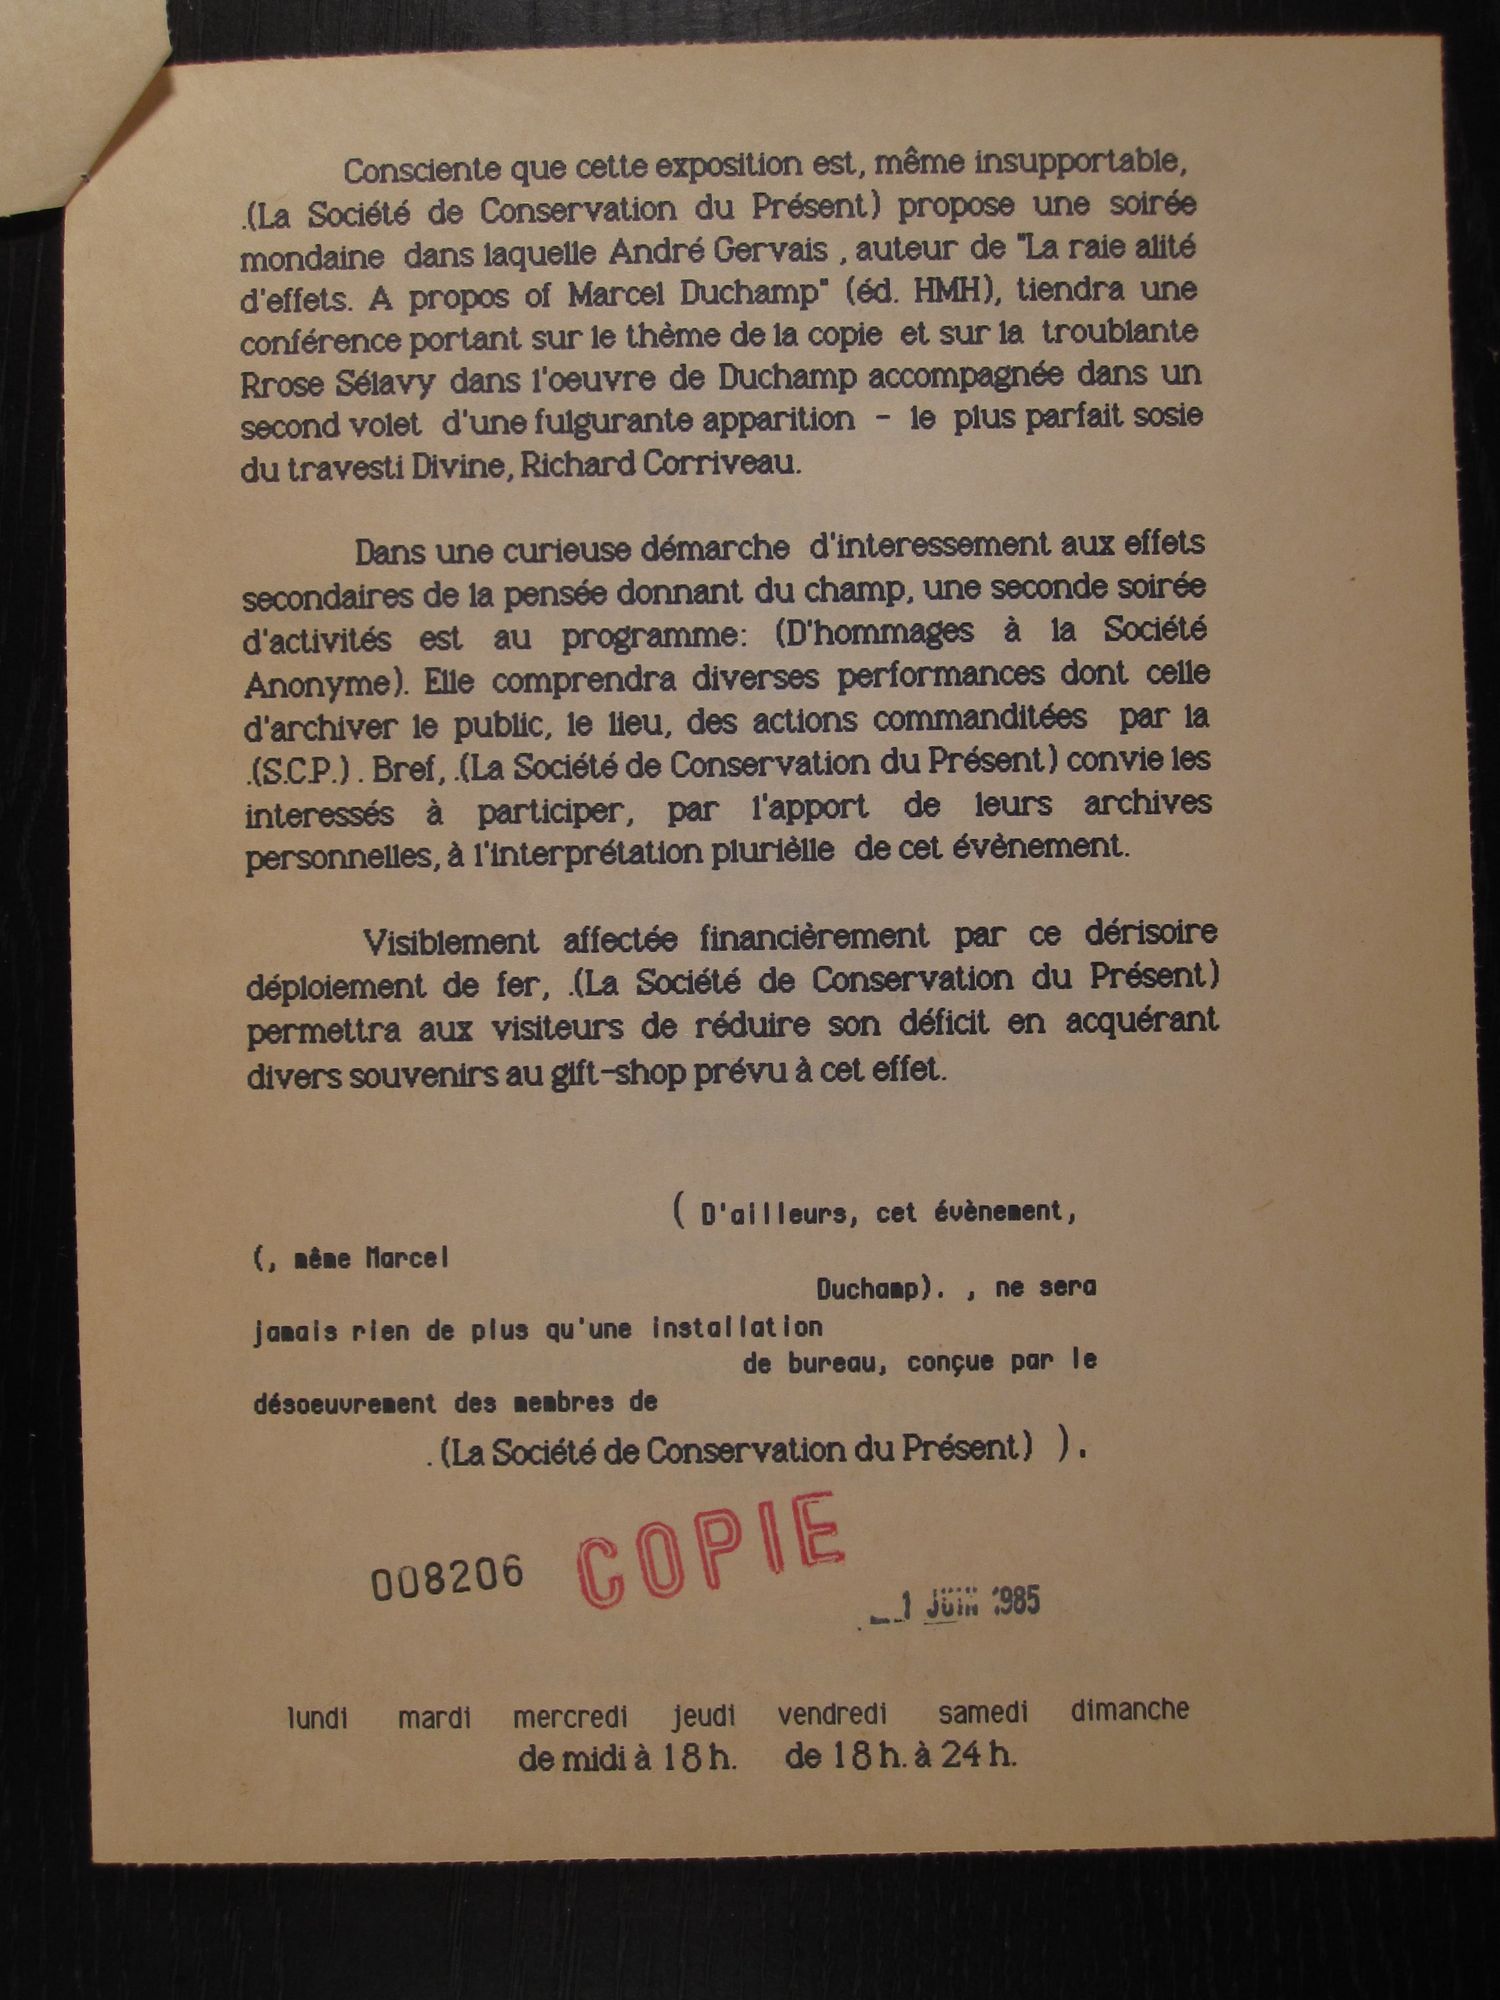 Consciente que cette exposition est, même insupportable,
.(La Société de Conservation du Présent) propose une soirée
mondaine dans laquelle André Gervais , auteur de "La raie alité
d'effets. A propos of Marcel Duchamp" (éd. HMH), tiendra une
conférence portant sur le thème de la copie et sur la troublante
Rrose Sélavy dans l'oeuvre de Duchamp accompagnée dans un
second volet d'une fulgurante apparition - le plus parfait sosie
du travesti Divine, Richard Corriveau.
Dans une curieuse démarche d'interessement aux effets
secondaires de la pensée donnant du champ, une seconde soirée
d'activités est au programme: (D'hommages à la Société
Anonyme). Elle comprendra diverses performances dont celle
d'archiver le public, le lieu, des actions commanditées par la
.(S.C.P.) . Bref, .(La Société de Conservation du Présent) convie les
interessés à participer, par l'apport de leurs archives
personnelles, à l'interprétation plurièlle de cet évènement.
Visiblement affectée financièrement par ce dérisoire
déploiement de fer, .(La Société de Conservation du Présent)
permettra aux visiteurs de réduire son déficit en acquérant
divers souvenirs au gift-shop prévu à cet effet.
( D'ailleurs, cet évènement,
(, même Marcel
Duchamp). , ne sera
jamais rien de plus qu'une installation
de bureau, conçue par le
désoeuvrement des membres de
.(La Société de Conservation du Présent) ).
008206 COPIE
1 JUIN 1985
lundi mardi mercredi jeudi vendredi samedi dimanche
de midi à 18 h. de 18 h. à 24 h.